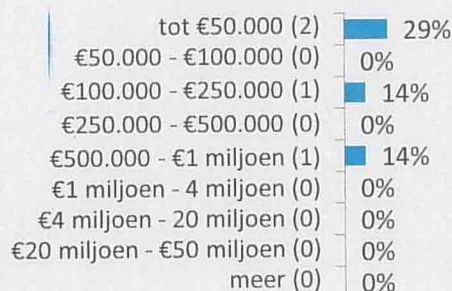 tot €50.000 (2) 29%
€50.000 - €100.000 (0) 0%
€100.000 - €250.000 (1) 14%
€250.000 - €500.000 (0) 0%
€500.000 - €1 miljoen (1) 14%
€1 miljoen - 4 miljoen (0) 0%
€4 miljoen - 20 miljoen (0) 0%
€20 miljoen - €50 miljoen (0) 0%
meer (0) 0%